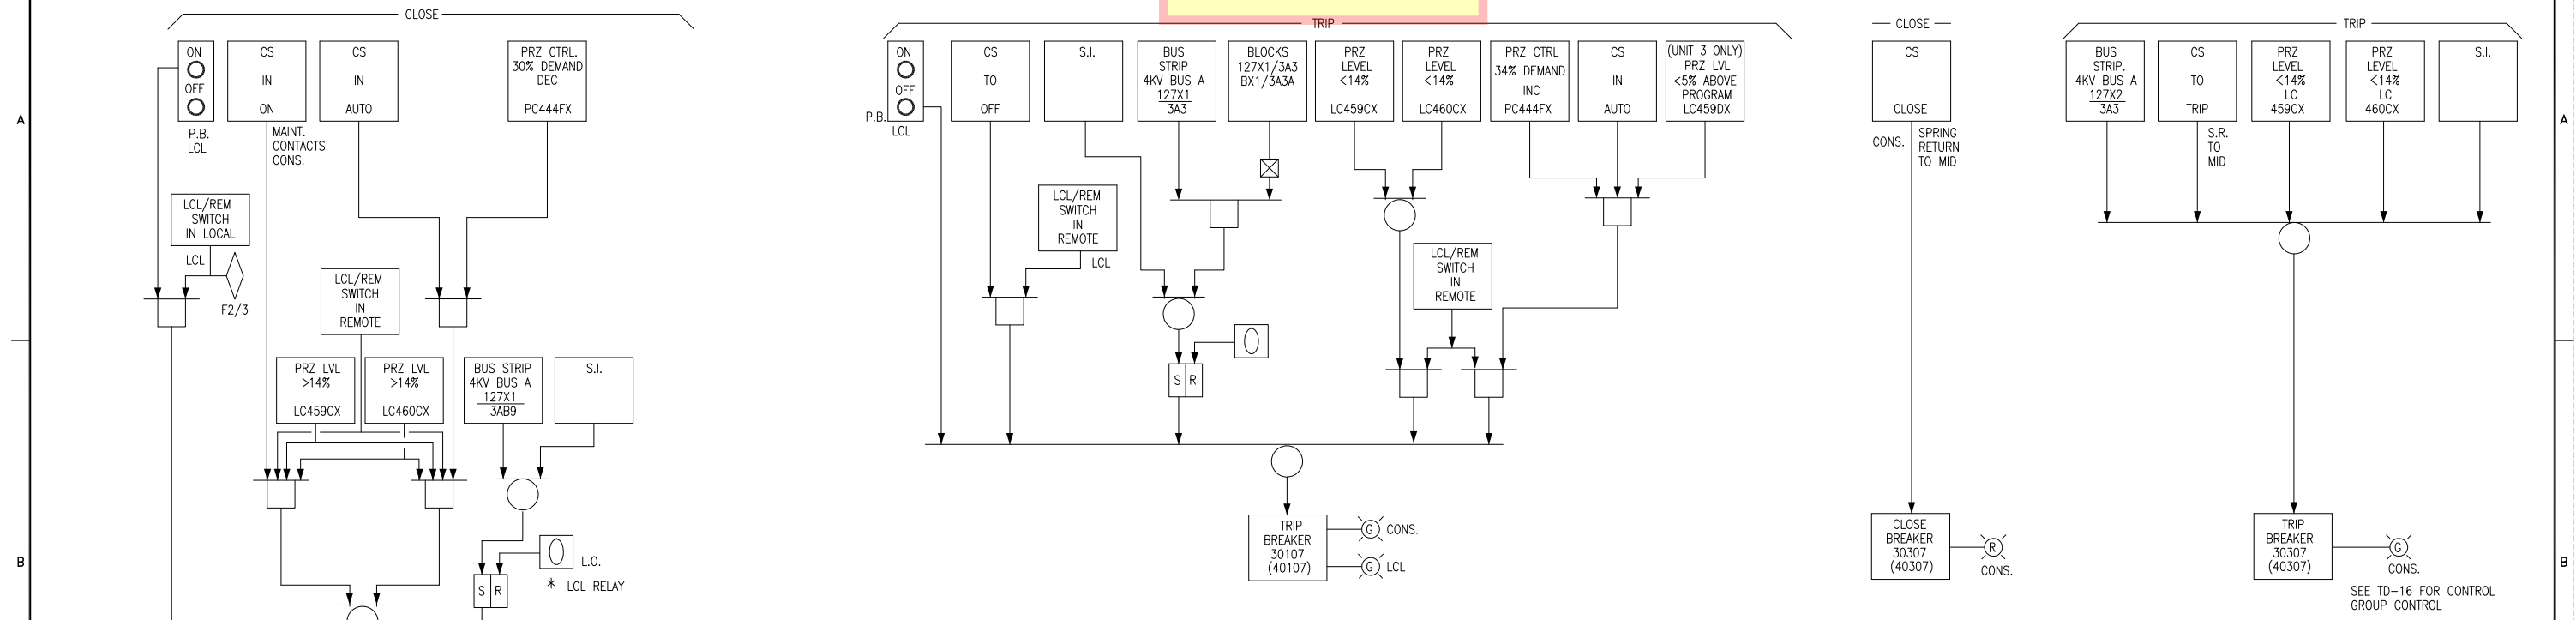 CLOSE
ON
OFF
P.B.
LCL
CS
IN
ON
MAINT.
CONTACTS
CONS.
CS
IN
AUTO
PRZ CTRL.
30% DEMAND
DEC
PC444FX
LCL/REM
SWITCH
IN LOCAL
LCL
F2/3
LCL/REM
SWITCH
IN
REMOTE
PRZ LVL
>14%
LC459CX
PRZ LVL
>14%
LC460CX
BUS STRIP
4KV BUS A
127X1
3AB9
S.I.
S R
L.O.
* LCL RELAY
TRIP
ON
OFF
P.B.
LCL
CS
TO
OFF
S.I.
BUS
STRIP
4KV BUS A
127X1
3A3
BLOCKS
127X1/3A3
BX1/3A3A
PRZ
LEVEL
<14%
LC459CX
PRZ
LEVEL
<14%
LC460CX
PRZ CTRL
34% DEMAND
INC
PC444FX
CS
IN
AUTO
(UNIT 3 ONLY)
PRZ LVL
<5% ABOVE
PROGRAM
LC459DX
LCL/REM
SWITCH
IN
REMOTE
LCL
LCL/REM
SWITCH
IN
REMOTE
S R
TRIP
BREAKER
30107
(40107)
G CONS.
G LCL
CLOSE
CS
CLOSE
CONS.
SPRING
RETURN
TO MID
CLOSE
BREAKER
30307
(40307)
R
CONS.
TRIP
BUS
STRIP.
4KV BUS A
127X2
3A3
CS
TO
TRIP
S.R.
TO
MID
PRZ
LEVEL
<14%
LC
459CX
PRZ
LEVEL
<14%
LC
460CX
S.I.
TRIP
BREAKER
30307
(40307)
G
CONS.
SEE TD-16 FOR CONTROL
GROUP CONTROL
A
B
A
B